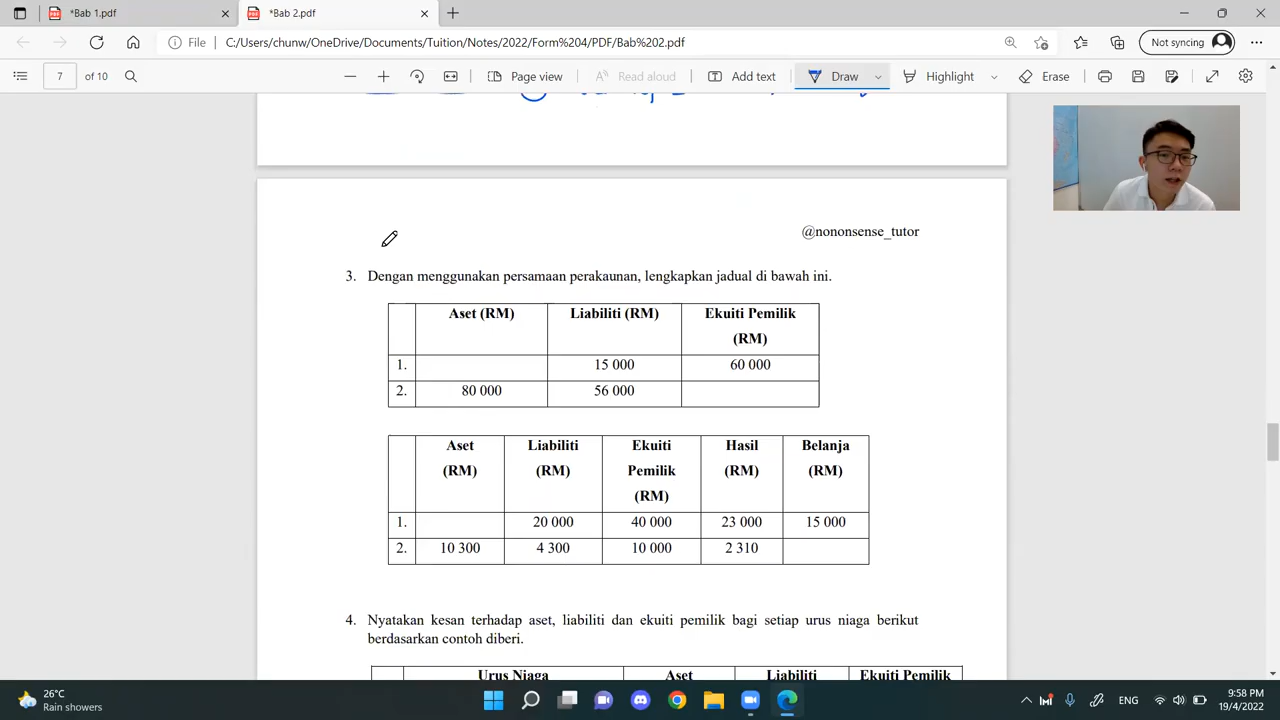 *Bab 1.pdf
*Bab 2.pdf
File C:/Users/chunw/OneDrive/Documents/Tuition/Notes/2022/Form%204/PDF/Bab%202.pdf Not syncing
7 of 10 Page view Read aloud Add text Draw Highlight Erase
@nononsense_tutor
3. Dengan menggunakan persamaan perakaunan, lengkapkan jadual di bawah ini.
Aset (RM) Liabiliti (RM) Ekuiti Pemilik
(RM)
1. 15 000 60 000
2. 80 000 56 000
Aset Liabiliti Ekuiti Hasil Belanja
(RM) (RM) Pemilik (RM) (RM)
(RM)
1. 20 000 40 000 23 000 15 000
2. 10 300 4 300 10 000 2 310
4. Nyatakan kesan terhadap aset, liabiliti dan ekuiti pemilik bagi setiap urus niaga berikut
berdasarkan contoh diberi.
Urus Niaga Aset Liabiliti Ekuiti Pemilik
26°C
Rain showers
ENG
9:58 PM
19/4/2022